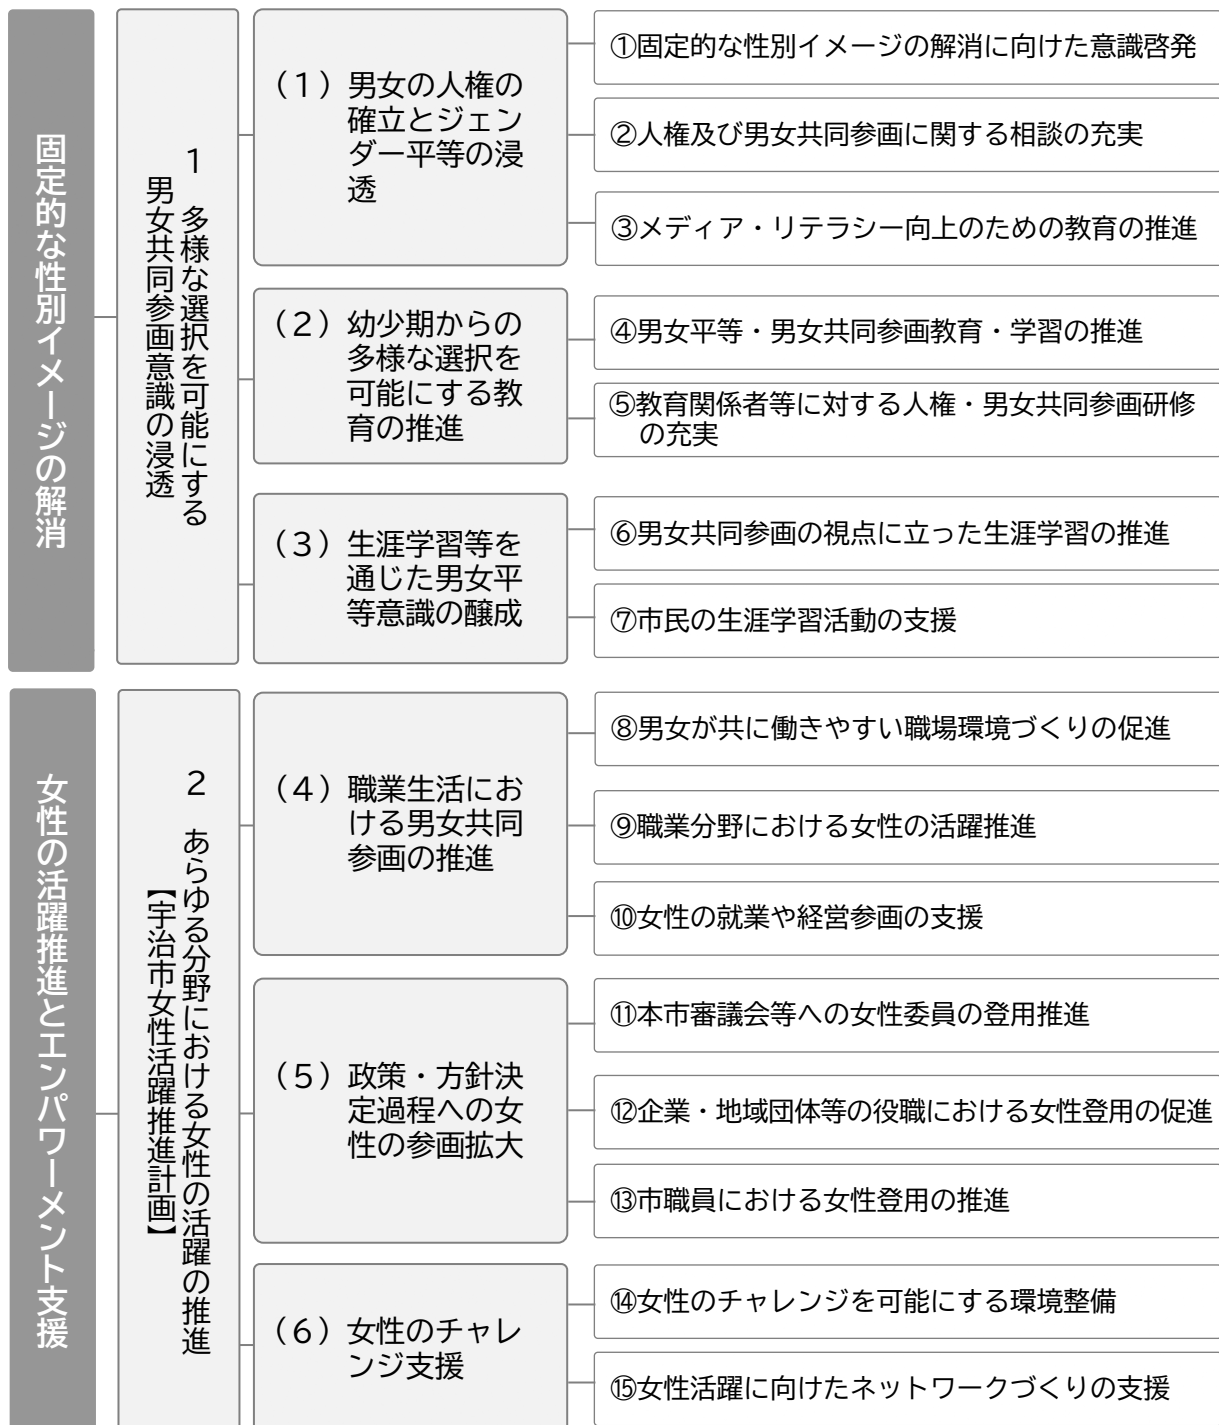 固定的な性別イメージの解消
1 多様な選択を可能にする
男女共同参画意識の浸透
(1)男女の人権の
確立とジェン
ダー平等の浸
透
①固定的な性別イメージの解消に向けた意識啓発
②人権及び男女共同参画に関する相談の充実
③メディア・リテラシー向上のための教育の推進
(2)幼少期からの
多様な選択を
可能にする教
育の推進
④男女平等・男女共同参画教育・学習の推進
⑤教育関係者等に対する人権・男女共同参画研修
の充実
(3)生涯学習等を
通じた男女平
等意識の醸成
⑥男女共同参画の視点に立った生涯学習の推進
⑦市民の生涯学習活動の支援
女性の活躍推進とエンパワーメント支援
2 あらゆる分野における女性の活躍の推進
【宇治市女性活躍推進計画】
(4)職業生活にお
ける男女共同
参画の推進
⑧男女が共に働きやすい職場環境づくりの促進
⑨職業分野における女性の活躍推進
⑩女性の就業や経営参画の支援
(5)政策・方針決
定過程への女
性の参画拡大
⑪本市審議会等への女性委員の登用推進
⑫企業・地域団体等の役職における女性登用の促進
⑬市職員における女性登用の推進
(6)女性のチャレ
ンジ支援
⑭女性のチャレンジを可能にする環境整備
⑮女性活躍に向けたネットワークづくりの支援